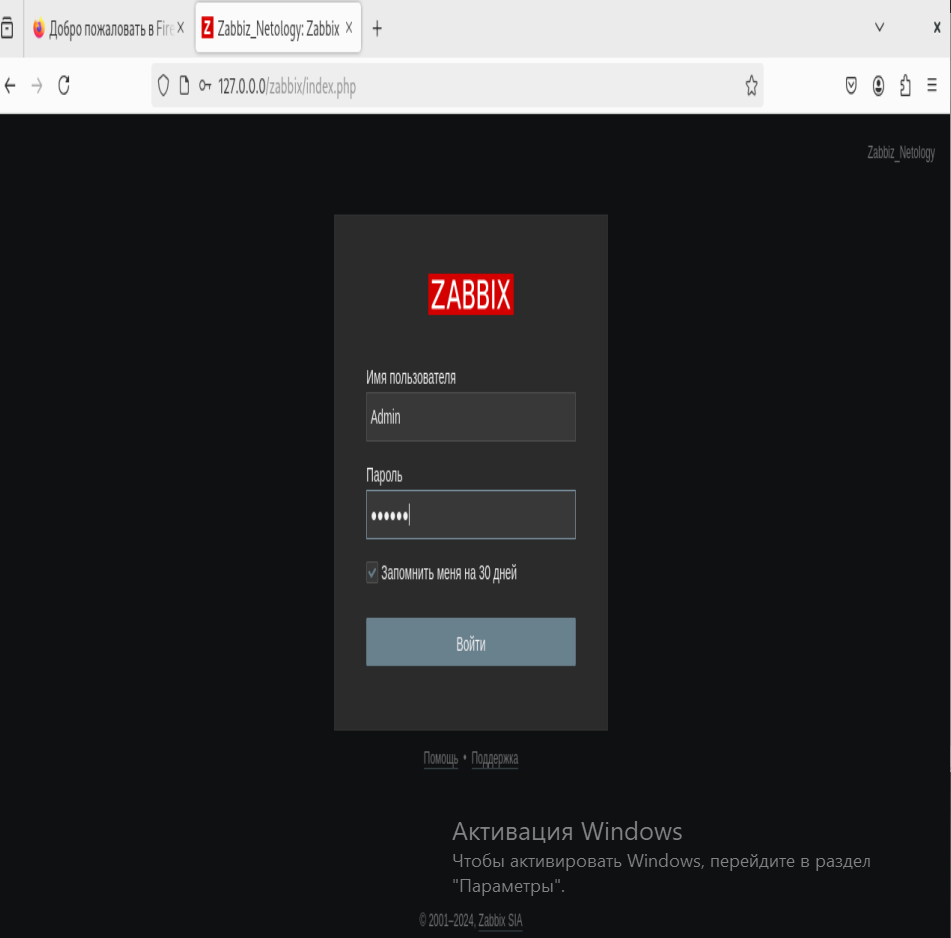 Добро пожаловать в Fire
Zabbiz_Netology: Zabbix
127.0.0.0/zabbix/index.php
Zabbiz_Netology
ZABBIX
Имя пользователя
Admin
Пароль
••••••
Запомнить меня на 30 дней
Войти
Помощь • Поддержка
Активация Windows
Чтобы активировать Windows, перейдите в раздел
"Параметры".
© 2001–2024, Zabbix SIA